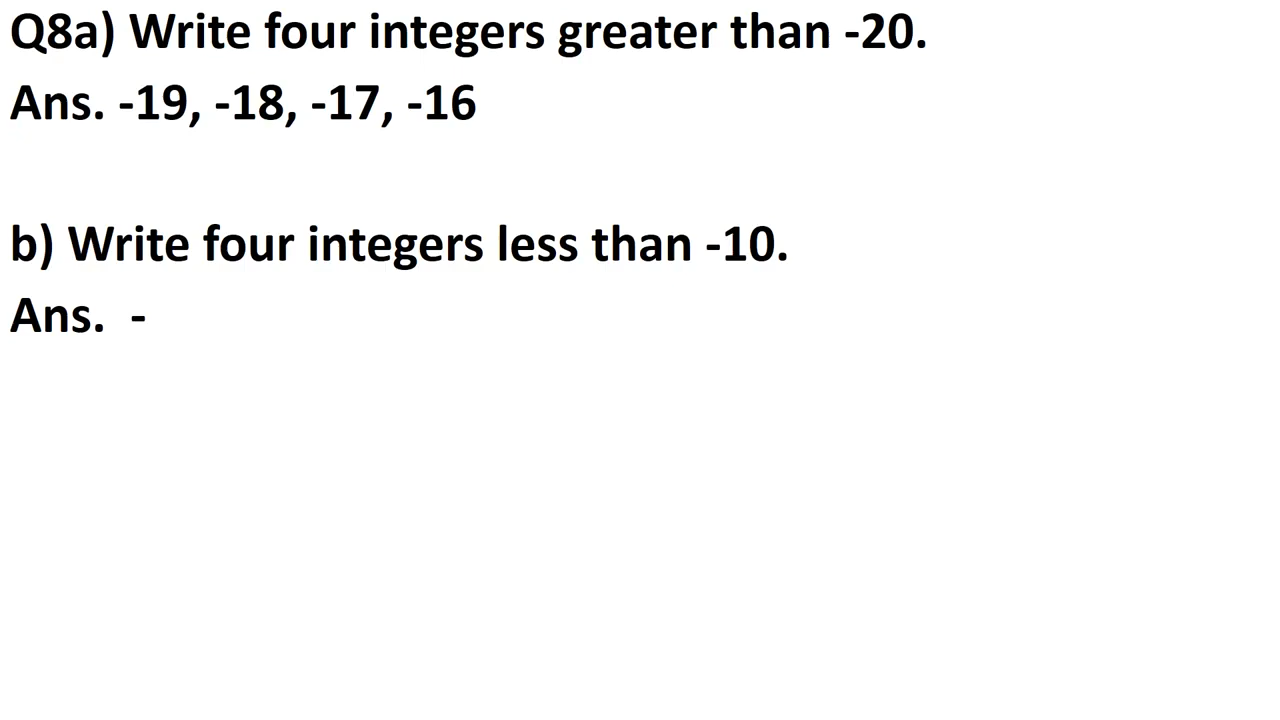 Q8a) Write four integers greater than -20.
Ans. -19, -18, -17, -16
b) Write four integers less than -10.
Ans.  -